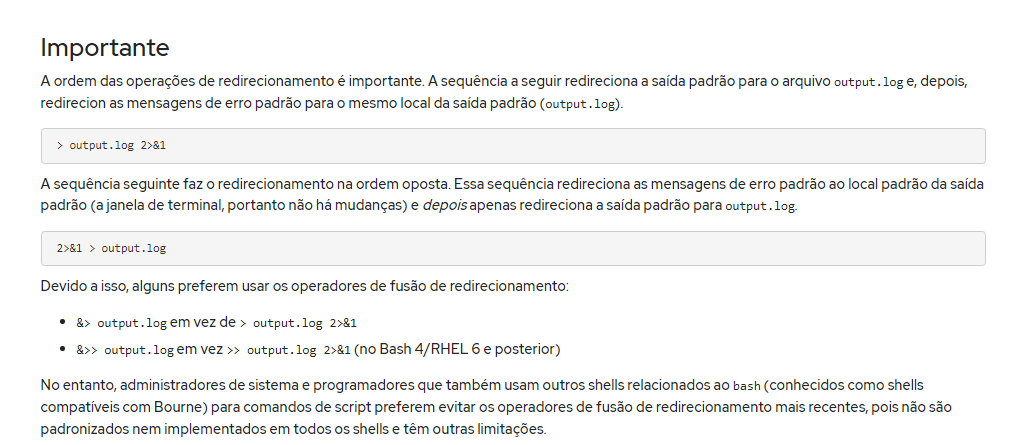 Importante
A ordem das operações de redirecionamento é importante. A sequência a seguir redireciona a saída padrão para o arquivo output.log e, depois,
redirecion as mensagens de erro padrão para o mesmo local da saída padrão (output.log).
> output.log 2>&1
A sequência seguinte faz o redirecionamento na ordem oposta. Essa sequência redireciona as mensagens de erro padrão ao local padrão da saída
padrão (a janela de terminal, portanto não há mudanças) e depois apenas redireciona a saída padrão para output.log.
2>&1 > output.log
Devido a isso, alguns preferem usar os operadores de fusão de redirecionamento:
• &> output.log em vez de > output.log 2>&1
• &>> output.log em vez >> output.log 2>&1 (no Bash 4/RHEL 6 e posterior)
No entanto, administradores de sistema e programadores que também usam outros shells relacionados ao bash (conhecidos como shells
compatíveis com Bourne) para comandos de script preferem evitar os operadores de fusão de redirecionamento mais recentes, pois não são
padronizados nem implementados em todos os shells e têm outras limitações.